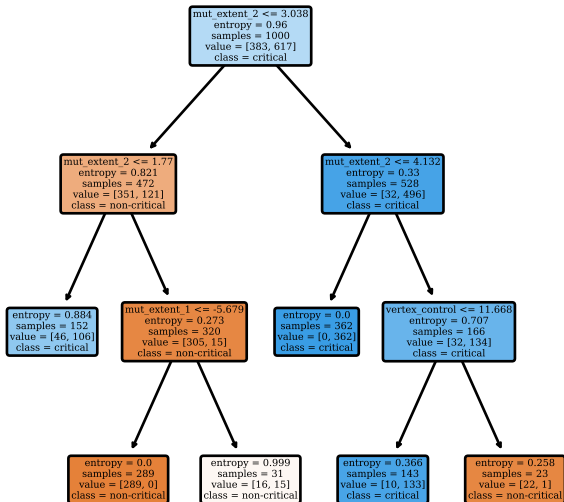 mut_extent_2 <= 3.038
entropy = 0.96
samples = 1000
value = [383, 617]
class = critical
mut_extent_2 <= 1.77
entropy = 0.821
samples = 472
value = [351, 121]
class = non-critical
mut_extent_2 <= 4.132
entropy = 0.33
samples = 528
value = [32, 496]
class = critical
entropy = 0.884
samples = 152
value = [46, 106]
class = critical
mut_extent_1 <= -5.679
entropy = 0.273
samples = 320
value = [305, 15]
class = non-critical
entropy = 0.0
samples = 362
value = [0, 362]
class = critical
vertex_control <= 11.668
entropy = 0.707
samples = 166
value = [32, 134]
class = critical
entropy = 0.0
samples = 289
value = [289, 0]
class = non-critical
entropy = 0.999
samples = 31
value = [16, 15]
class = non-critical
entropy = 0.366
samples = 143
value = [10, 133]
class = critical
entropy = 0.258
samples = 23
value = [22, 1]
class = non-critical